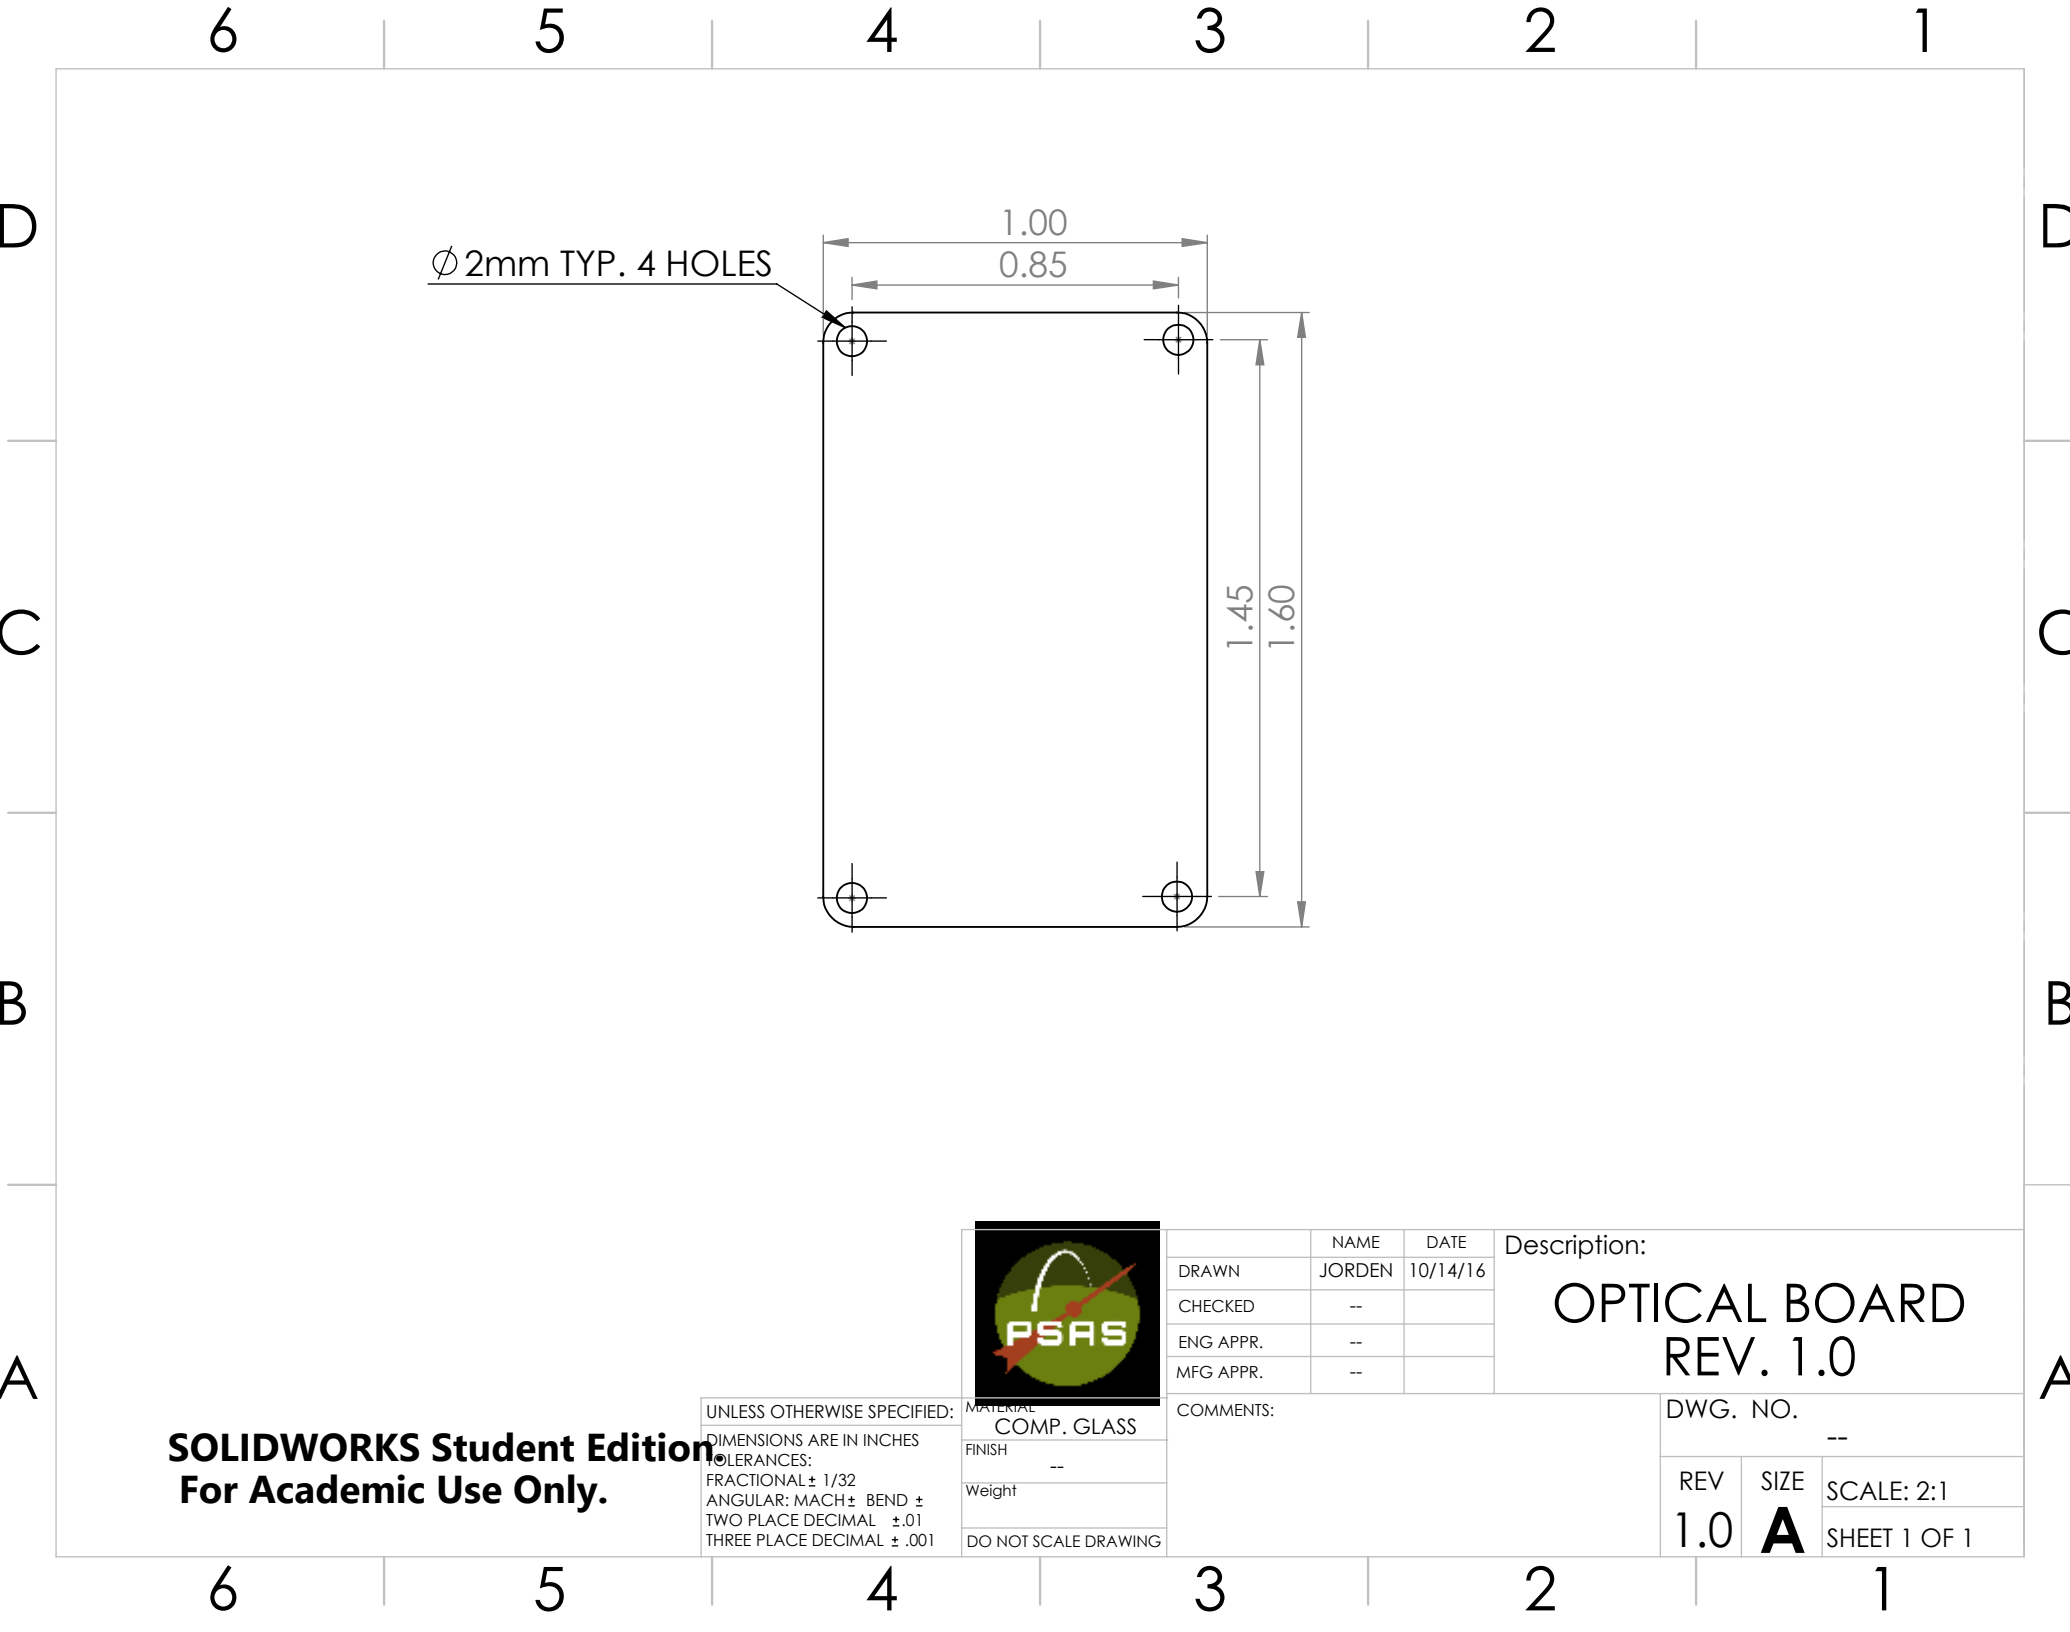 6 5 4 3 2 1
D D
1.00
⌀2mm TYP. 4 HOLES
0.85
1.45
1.60
C C
B B
A A
PSAS
NAME DATE
DRAWN JORDEN 10/14/16
CHECKED --
ENG APPR. --
MFG APPR. --
Description:
OPTICAL BOARD
REV. 1.0
UNLESS OTHERWISE SPECIFIED:
DIMENSIONS ARE IN INCHES
TOLERANCES:
FRACTIONAL± 1/32
ANGULAR: MACH± BEND ±
TWO PLACE DECIMAL ±.01
THREE PLACE DECIMAL ± .001
MATERIAL
COMP. GLASS
FINISH
--
Weight
DO NOT SCALE DRAWING
COMMENTS:
DWG. NO.
--
REV
1.0
SIZE
A
SCALE: 2:1
SHEET 1 OF 1
SOLIDWORKS Student Edition.
For Academic Use Only.
6 5 4 3 2 1